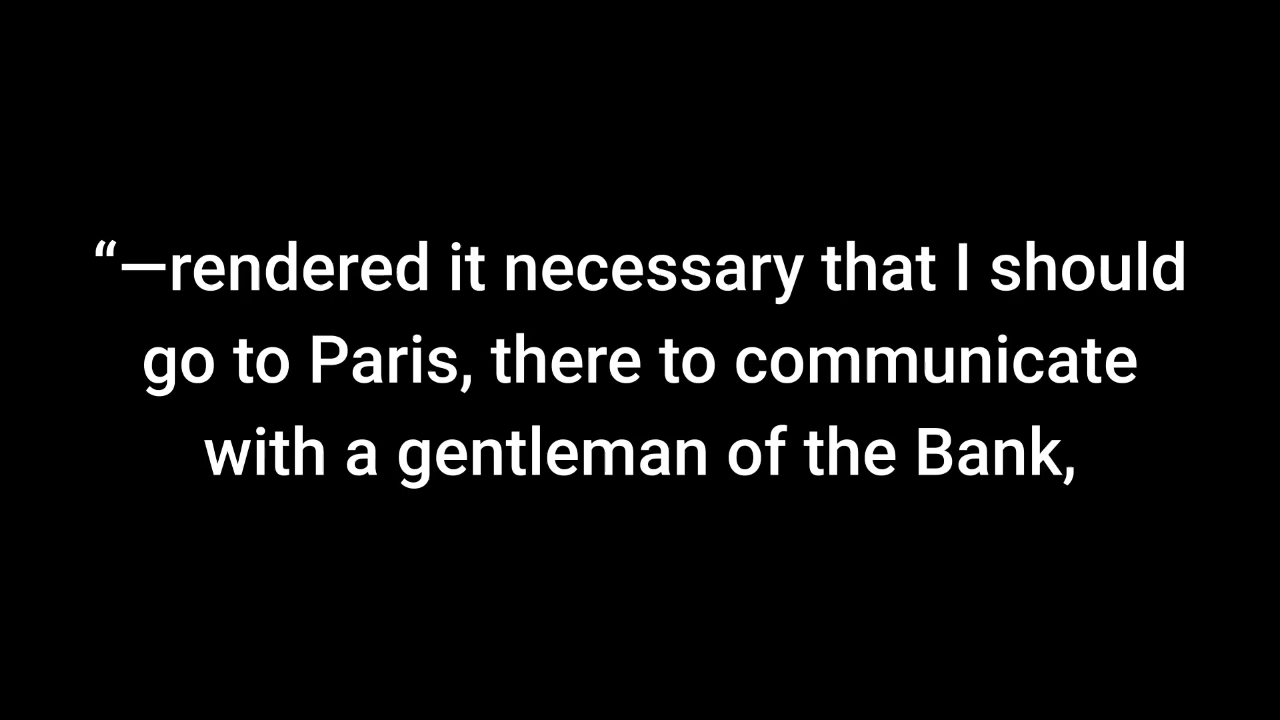 “—rendered it necessary that I should
go to Paris, there to communicate
with a gentleman of the Bank,